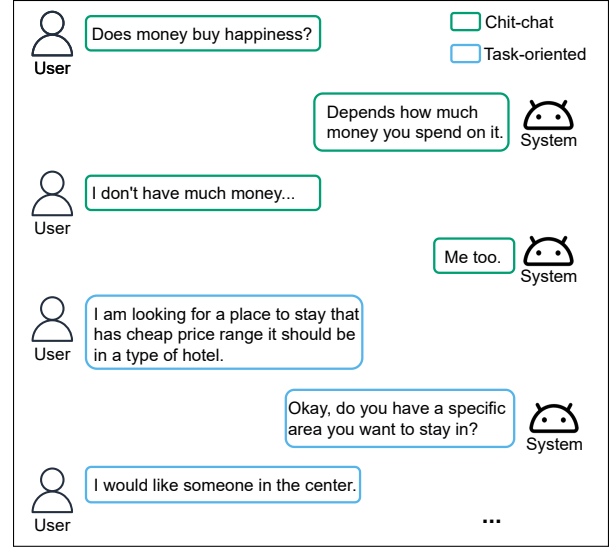 Does money buy happiness?
Chit-chat
Task-oriented
User
Depends how much
money you spend on it.
System
I don't have much money...
User
Me too.
System
I am looking for a place to stay that
has cheap price range it should be
in a type of hotel.
User
Okay, do you have a specific
area you want to stay in?
System
I would like someone in the center.
User
...